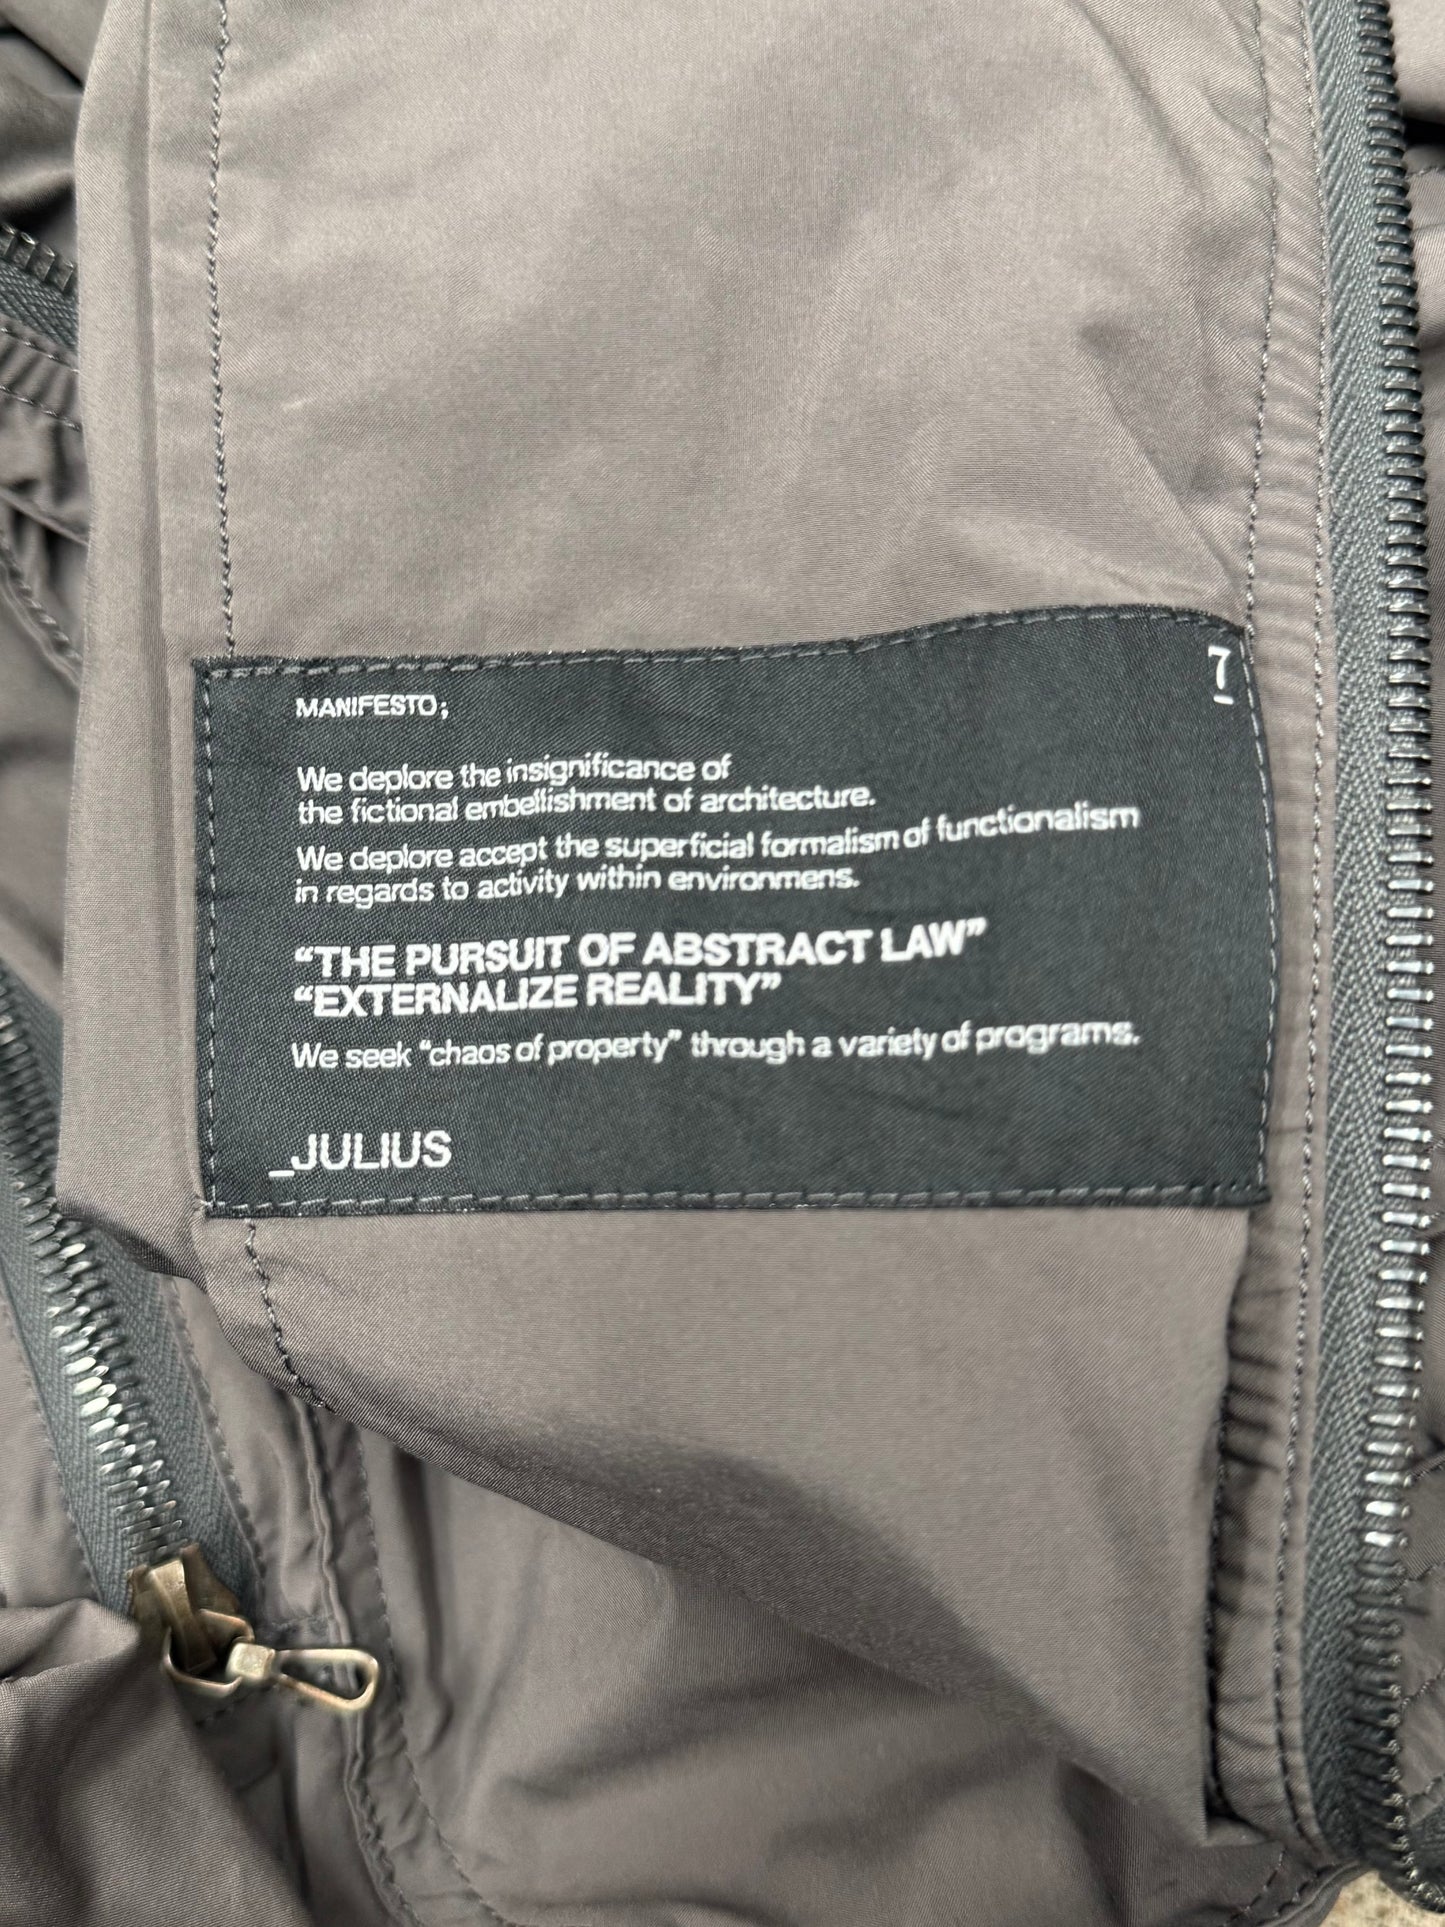 7
MANIFESTO;
We deplore the insignificance of
the fictional embellishment of architecture.
We deplore accept the superficial formalism of functionalism
in regards to activity within environmens.
“THE PURSUIT OF ABSTRACT LAW”
“EXTERNALIZE REALITY”
We seek “chaos of property” through a variety of programs.
_JULIUS